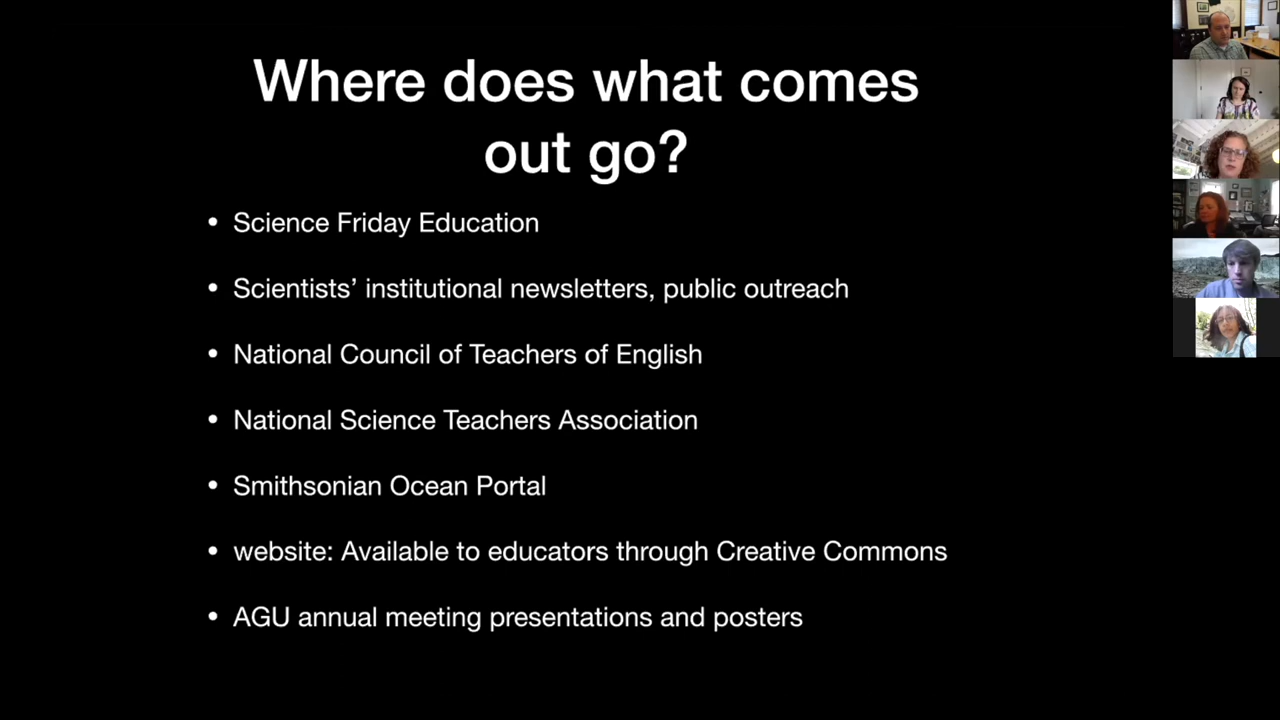 Where does what comes
out go?
• Science Friday Education
• Scientists’ institutional newsletters, public outreach
• National Council of Teachers of English
• National Science Teachers Association
• Smithsonian Ocean Portal
• website: Available to educators through Creative Commons
• AGU annual meeting presentations and posters